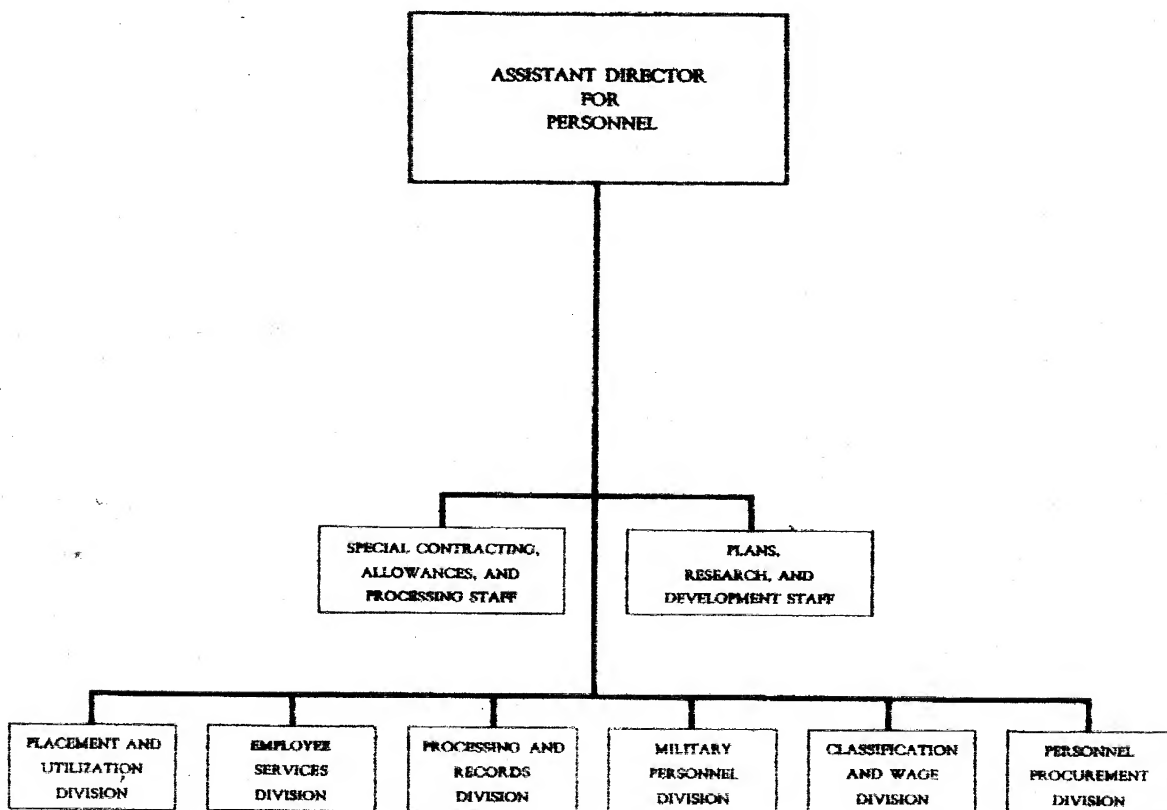 ASSISTANT DIRECTOR
FOR
PERSONNEL
SPECIAL CONTRACTING,
ALLOWANCES, AND
PROCESSING STAFF
PLANS,
RESEARCH, AND
DEVELOPMENT STAFF
PLACEMENT AND
UTILIZATION
DIVISION
EMPLOYEE
SERVICES
DIVISION
PROCESSING AND
RECORDS
DIVISION
MILITARY
PERSONNEL
DIVISION
CLASSIFICATION
AND WAGE
DIVISION
PERSONNEL
PROCUREMENT
DIVISION